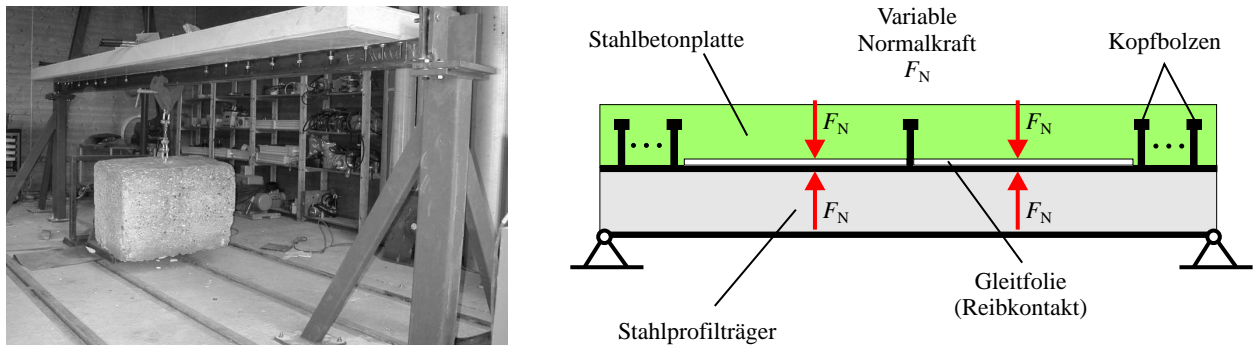 Stahlbetonplatte
Variable
Normalkraft
F_N
Kopfbolzen
F_N
F_N
F_N
F_N
Stahlprofilträger
Gleitfolie
(Reibkontakt)